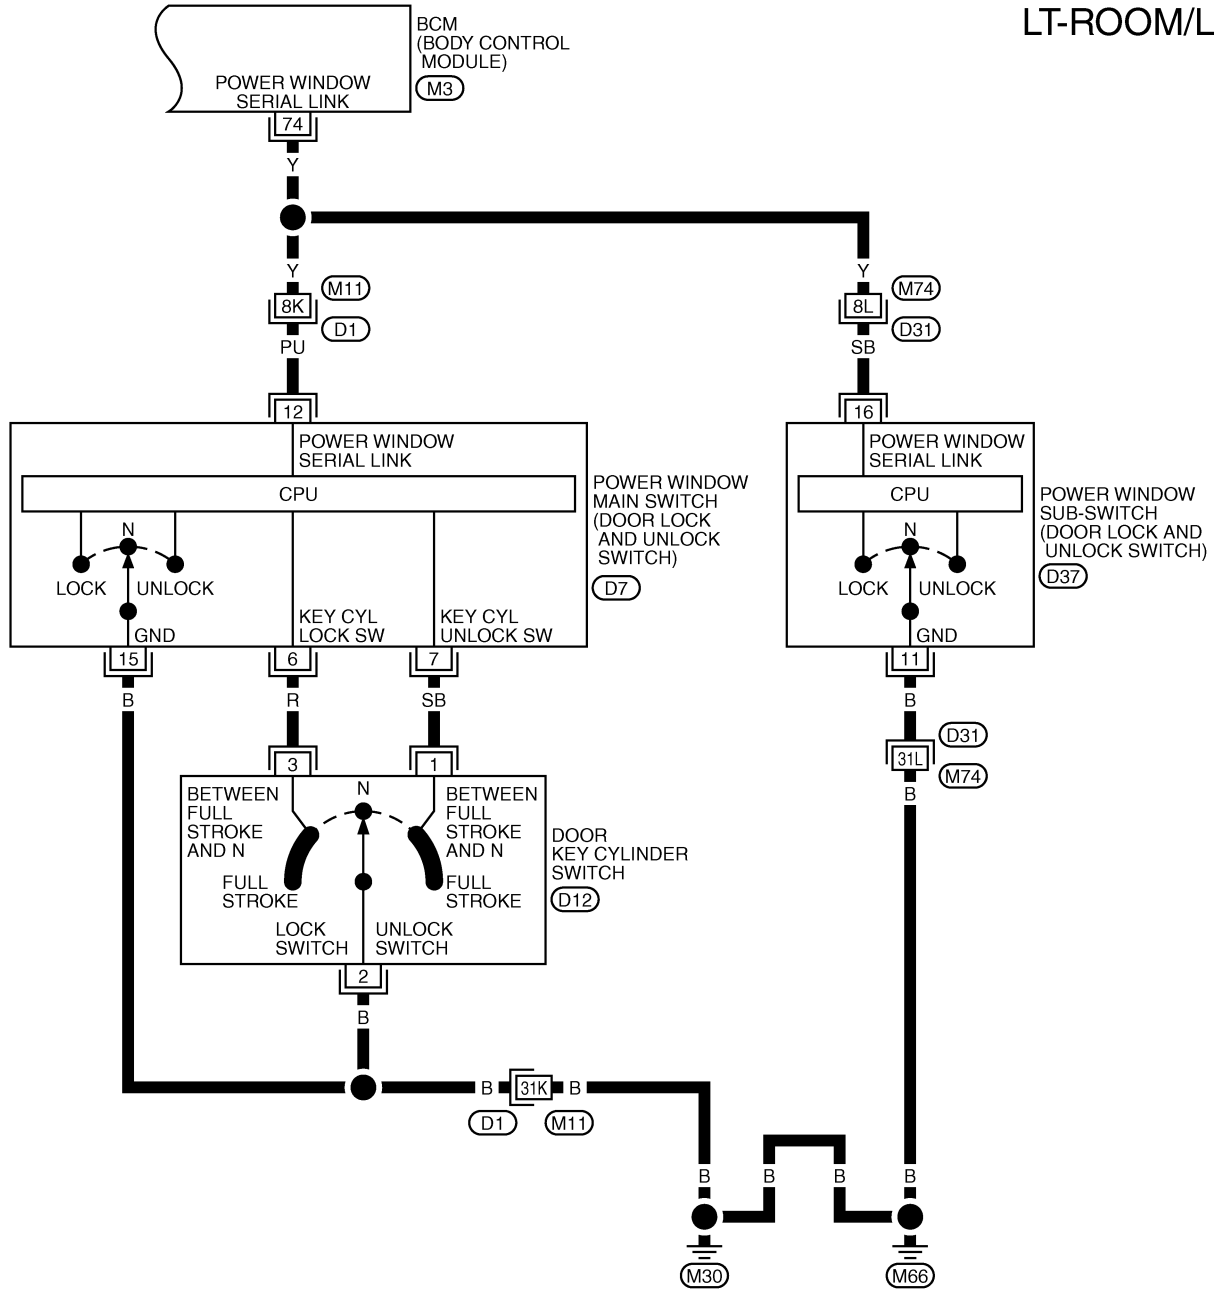 LT-ROOM/L
BCM
(BODY CONTROL
MODULE)
M3
POWER WINDOW
SERIAL LINK
74
Y
Y
Y
M11
8K
D1
PU
M74
8L
D31
SB
12
16
POWER WINDOW
SERIAL LINK
CPU
N
LOCK
UNLOCK
GND
KEY CYL
LOCK SW
KEY CYL
UNLOCK SW
POWER WINDOW
MAIN SWITCH
(DOOR LOCK
AND UNLOCK
SWITCH)
D7
POWER WINDOW
SERIAL LINK
CPU
N
LOCK
UNLOCK
GND
POWER WINDOW
SUB-SWITCH
(DOOR LOCK AND
UNLOCK SWITCH)
D37
15
6
7
11
B
R
SB
B
D31
31L
M74
B
3
1
BETWEEN
FULL
STROKE
AND N
FULL
STROKE
N
BETWEEN
FULL
STROKE
AND N
FULL
STROKE
LOCK
SWITCH
UNLOCK
SWITCH
DOOR
KEY CYLINDER
SWITCH
D12
2
B
B
31K
B
D1
M11
B
B
B
B
M30
M66